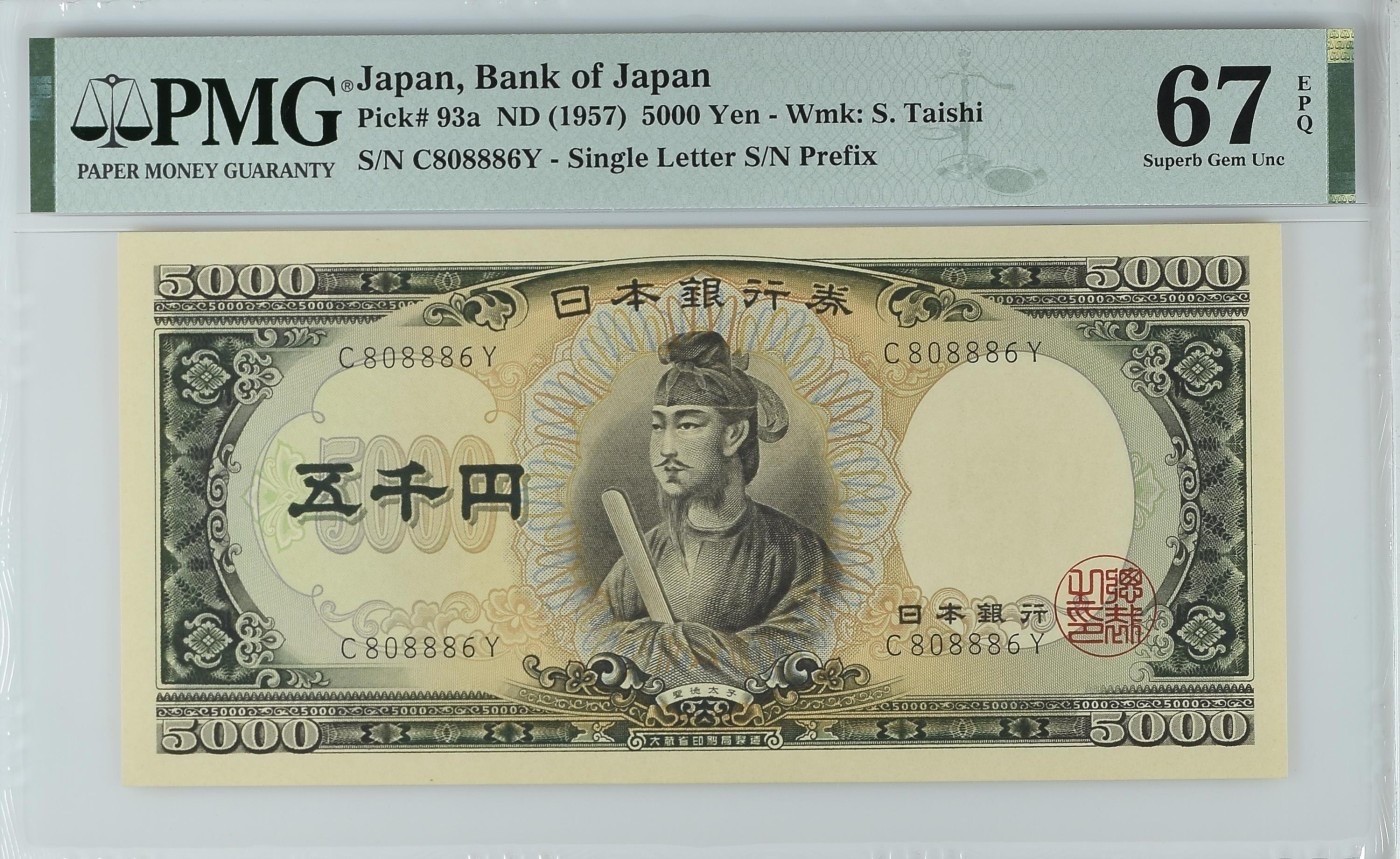 PMG®
PAPER MONEY GUARANTY
Japan, Bank of Japan
Pick# 93a ND (1957) 5000 Yen - Wmk: S. Taishi
S/N C808886Y - Single Letter S/N Prefix
67
EPQ
Superb Gem Unc
5000
5000
日本銀行券
C808886Y
C808886Y
5000
五千円
日本銀行
C808886Y
C808886Y
聖徳太子
5000
5000
大蔵省印刷局製造